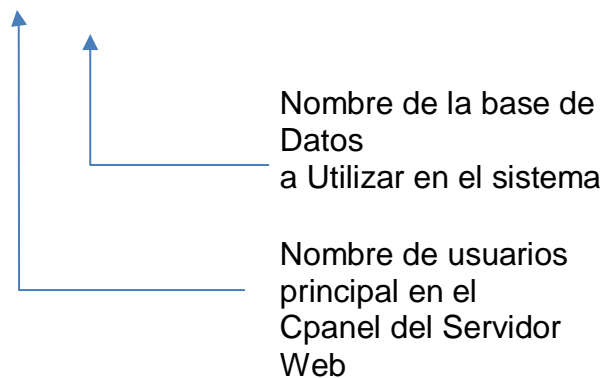 Nombre de la base de
Datos
a Utilizar en el sistema
Nombre de usuarios
principal en el
Cpanel del Servidor
Web